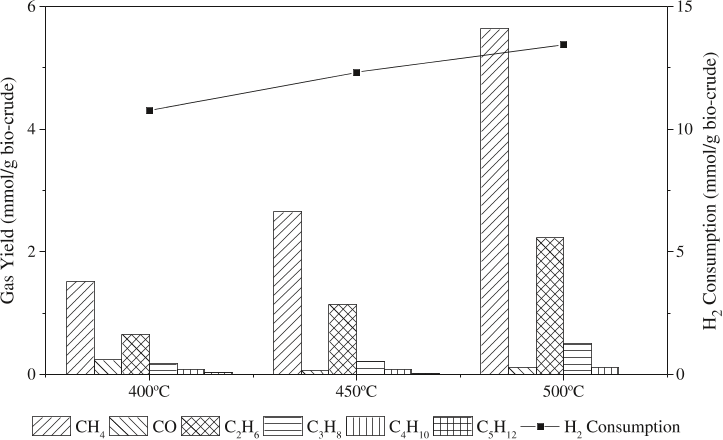 Gas Yield (mmol/g bio-crude)
6
4
2
0
15
10
5
0
H₂ Consumption (mmol/g bio-crude)
400ºC 450ºC 500ºC
CH₄ CO C₂H₆ C₃H₈ C₄H₁₀ C₅H₁₂ H₂ Consumption